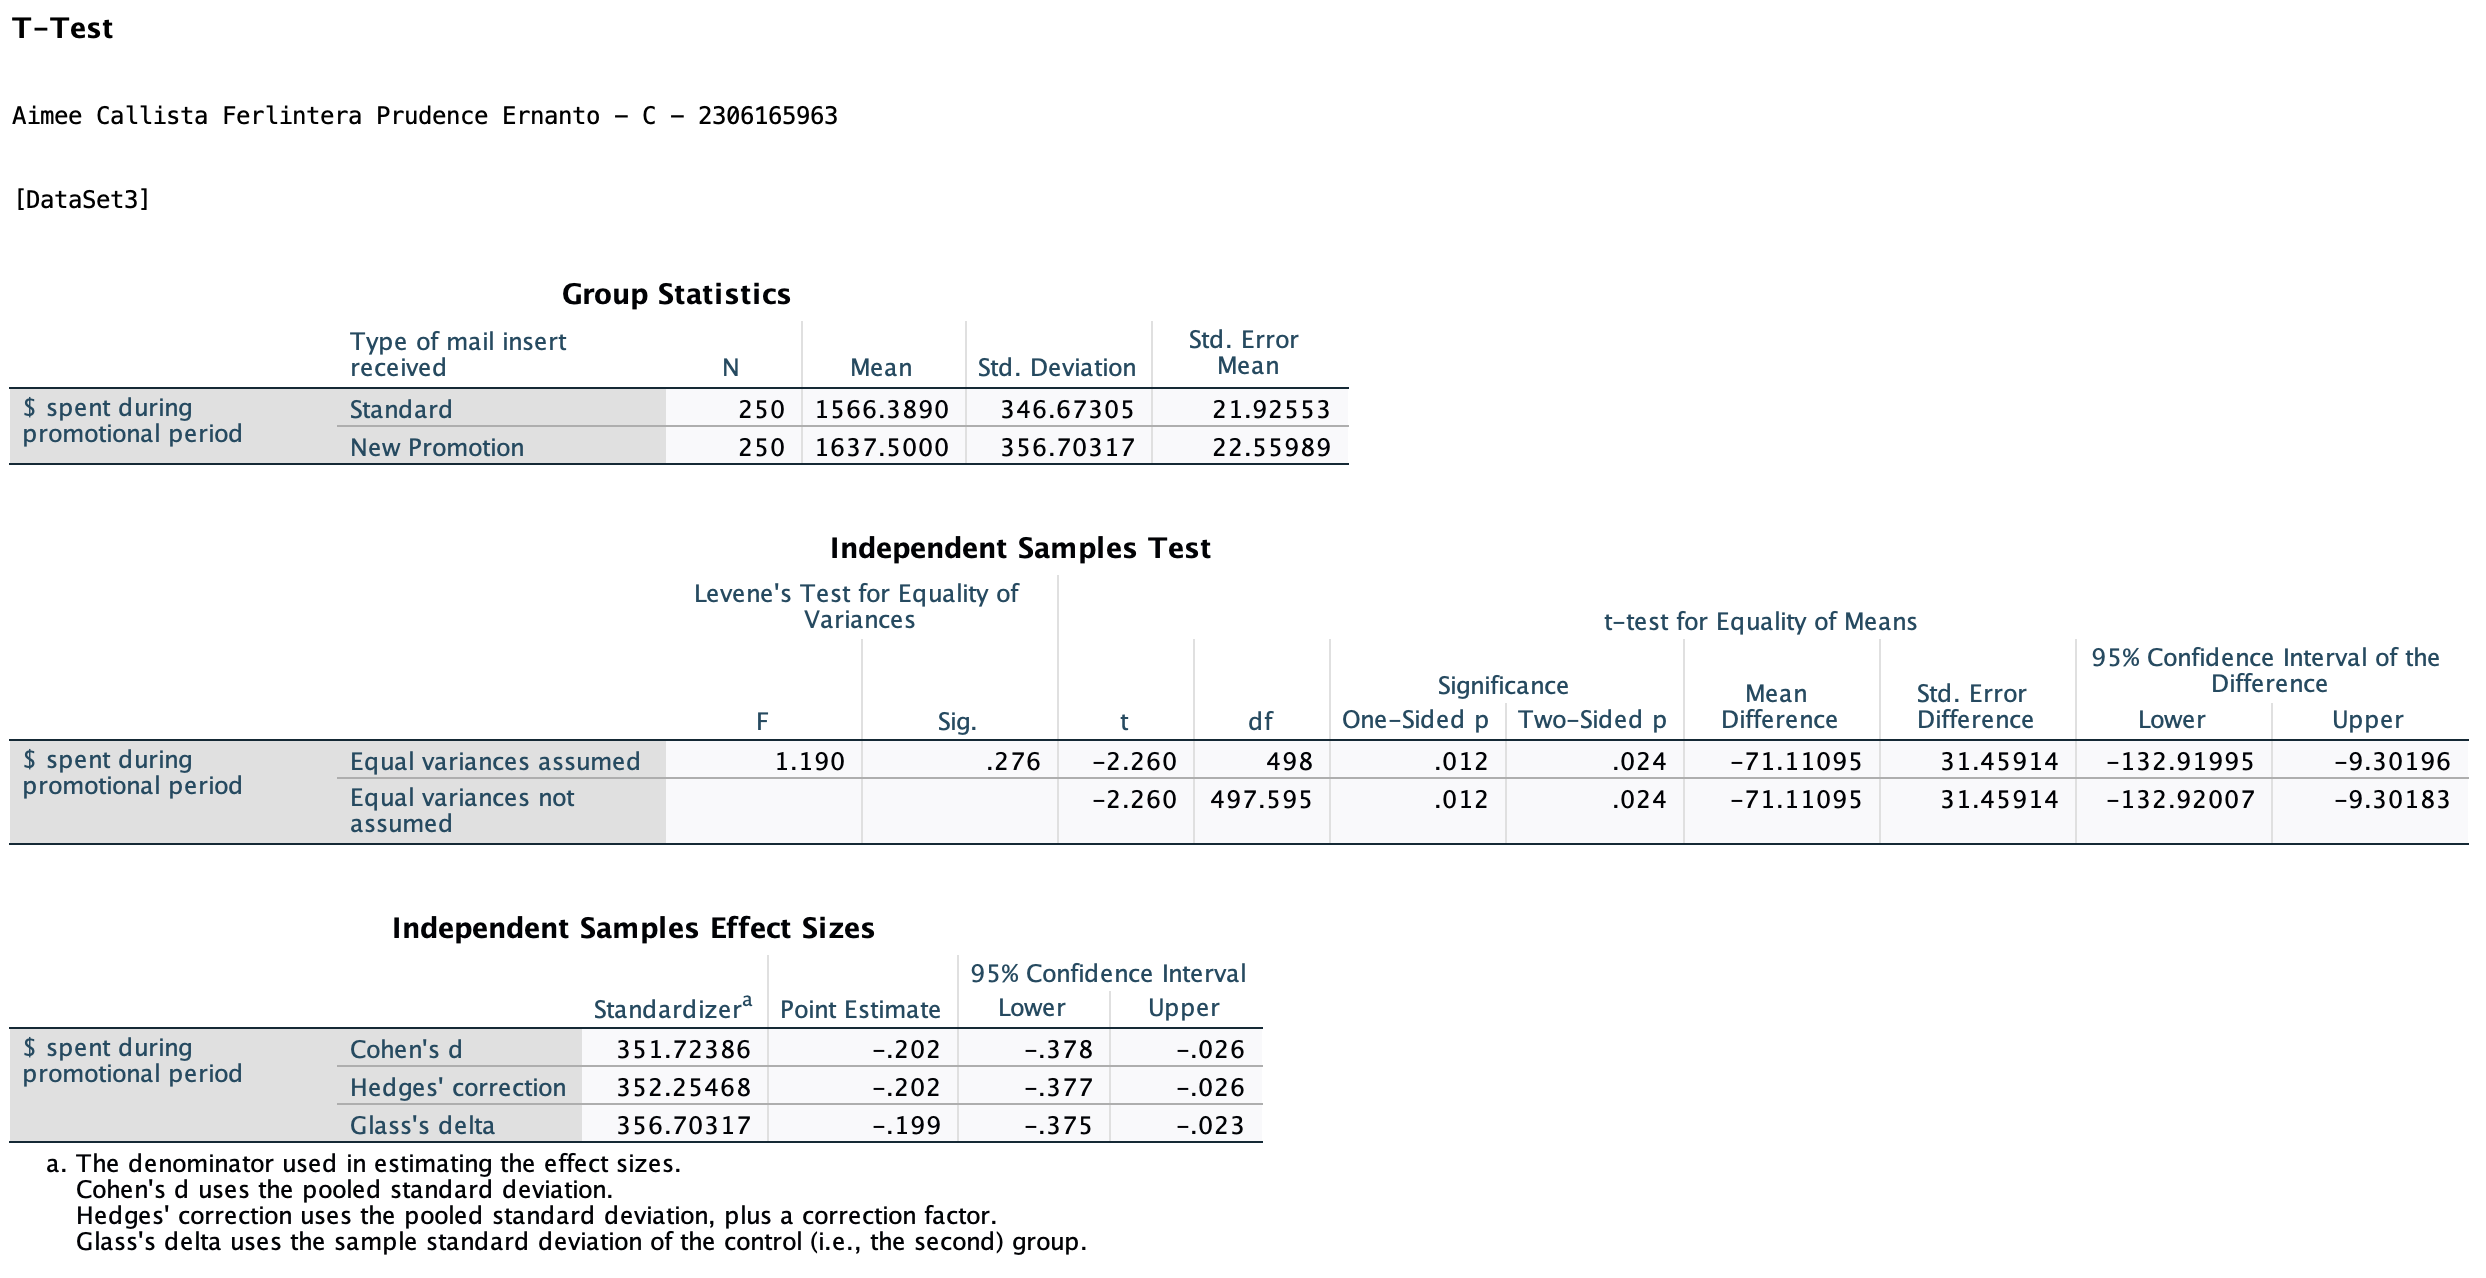 T-Test
Aimee Callista Ferlintera Prudence Ernanto – C – 2306165963
[DataSet3]
Group Statistics
Type of mail insert received N Mean Std. Deviation Std. Error Mean
$ spent during promotional period Standard 250 1566.3890 346.67305 21.92553
New Promotion 250 1637.5000 356.70317 22.55989
Independent Samples Test
Levene's Test for Equality of Variances t-test for Equality of Means
F Sig. t df Significance One-Sided p Two-Sided p Mean Difference Std. Error Difference 95% Confidence Interval of the Difference Lower Upper
$ spent during promotional period Equal variances assumed 1.190 .276 -2.260 498 .012 .024 -71.11095 31.45914 -132.91995 -9.30196
Equal variances not assumed -2.260 497.595 .012 .024 -71.11095 31.45914 -132.92007 -9.30183
Independent Samples Effect Sizes
Standardizerᵃ Point Estimate 95% Confidence Interval Lower Upper
$ spent during promotional period Cohen's d 351.72386 -.202 -.378 -.026
Hedges' correction 352.25468 -.202 -.377 -.026
Glass's delta 356.70317 -.199 -.375 -.023
a. The denominator used in estimating the effect sizes.
Cohen's d uses the pooled standard deviation.
Hedges' correction uses the pooled standard deviation, plus a correction factor.
Glass's delta uses the sample standard deviation of the control (i.e., the second) group.